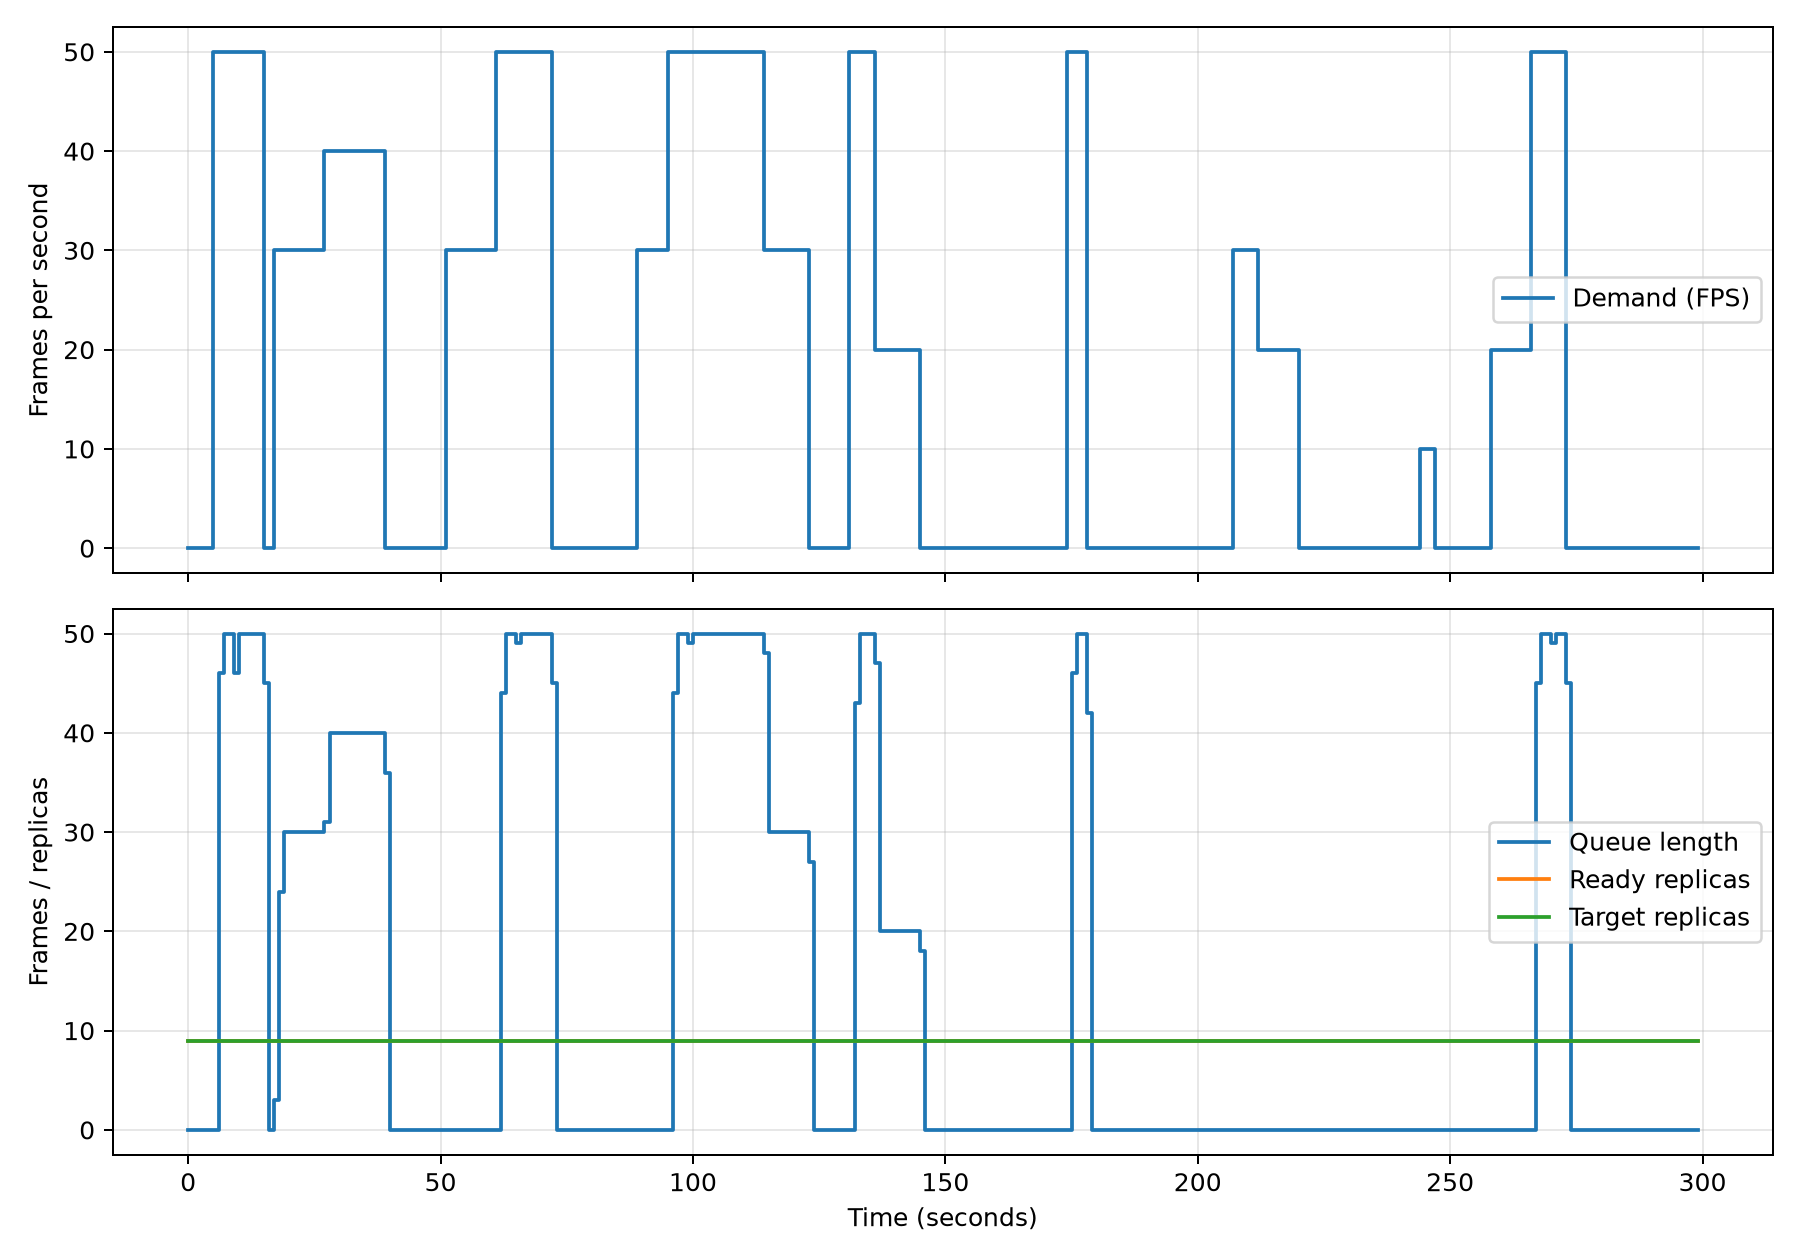 50
40
30
20
10
0
Frames per second
Demand (FPS)
50
40
30
20
10
0
Frames / replicas
Queue length
Ready replicas
Target replicas
0 50 100 150 200 250 300
Time (seconds)